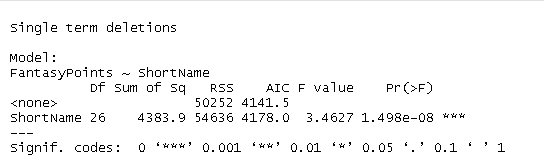 Single term deletions
Model:
FantasyPoints ~ ShortName
Df Sum of Sq RSS AIC F value Pr(>F)
<none> 50252 4141.5
ShortName 26 4383.9 54636 4178.0 3.4627 1.498e-08 ***
---
Signif. codes: 0 ‘***’ 0.001 ‘**’ 0.01 ‘*’ 0.05 ‘.’ 0.1 ‘ ’ 1